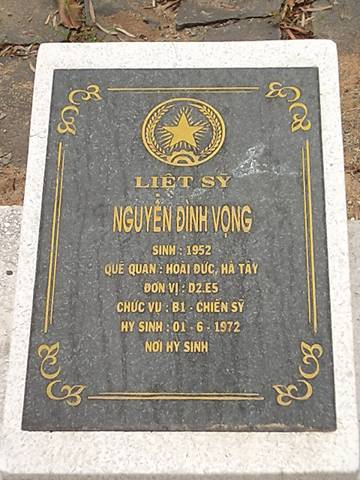 LIỆT SỸ
NGUYỄN ĐÌNH VỌNG
SINH : 1952
QUÊ QUÁN : HOÀI ĐỨC, HÀ TÂY
ĐƠN VỊ : D2.E5
CHỨC VỤ : B1 - CHIẾN SỸ
HY SINH : 01 - 6 - 1972
NƠI HY SINH